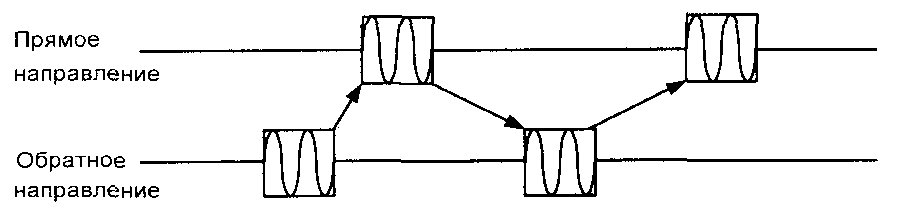 Прямое
направление
Обратное
направление